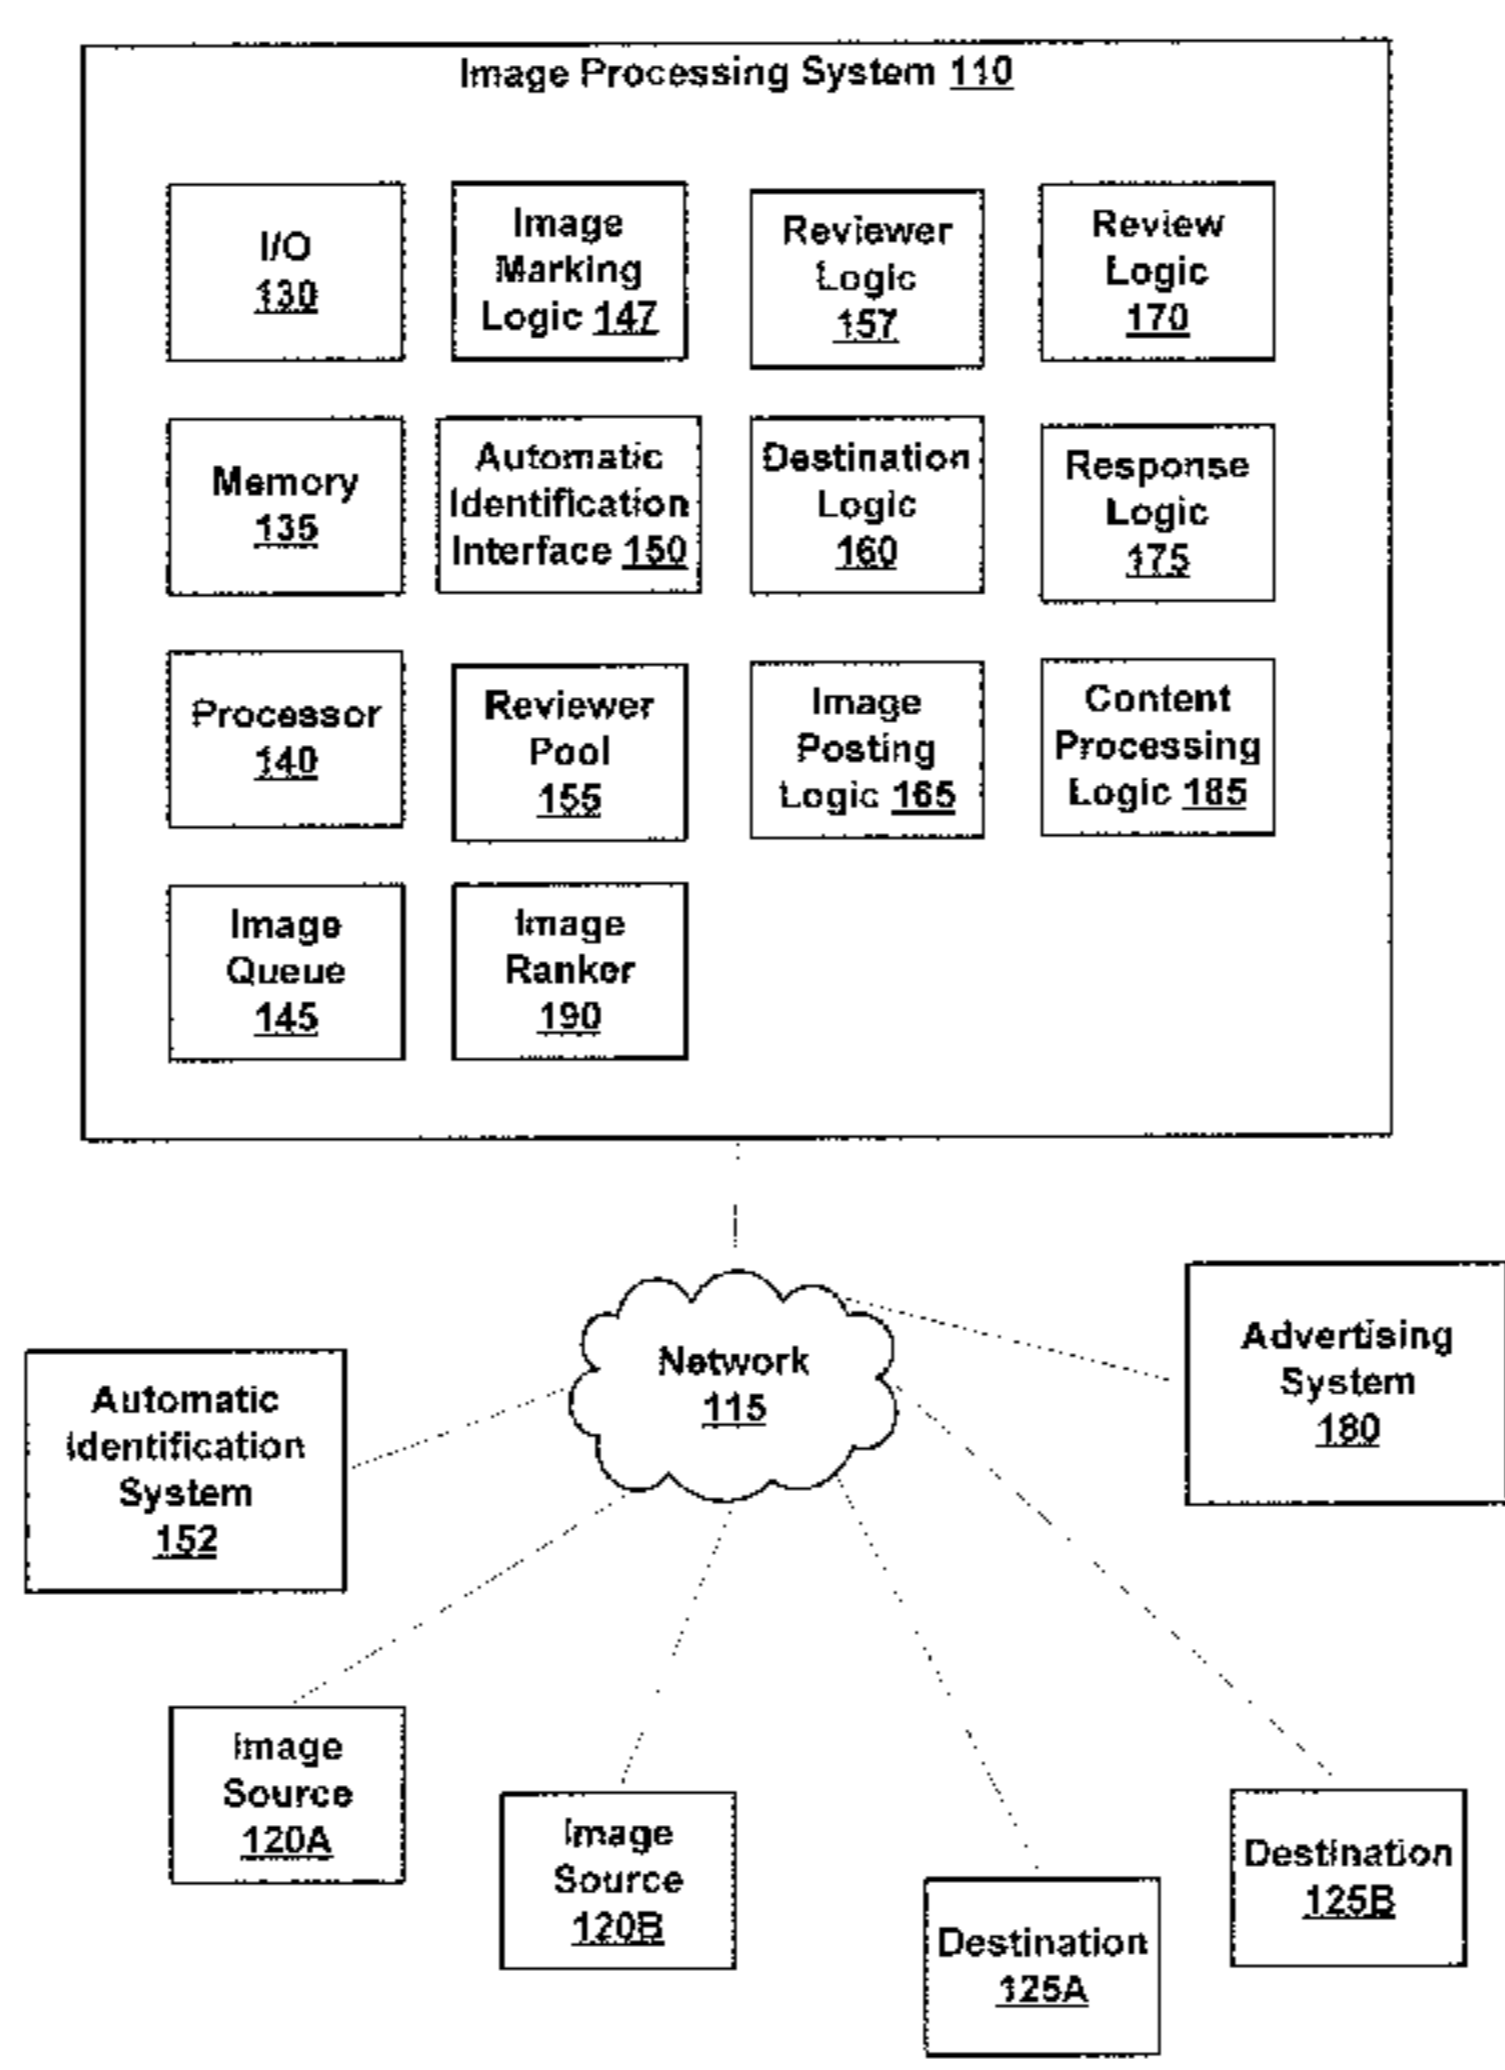 Image Processing System 110
I/O
130
Image
Marking
Logic 147
Reviewer
Logic
157
Review
Logic
170
Memory
135
Automatic
Identification
Interface 150
Destination
Logic
160
Response
Logic
175
Processor
140
Reviewer
Pool
155
Image
Posting
Logic 165
Content
Processing
Logic 185
Image
Queue
145
Image
Ranker
190
Network
115
Advertising
System
180
Automatic
Identification
System
152
Image
Source
120A
Image
Source
120B
Destination
125A
Destination
125B